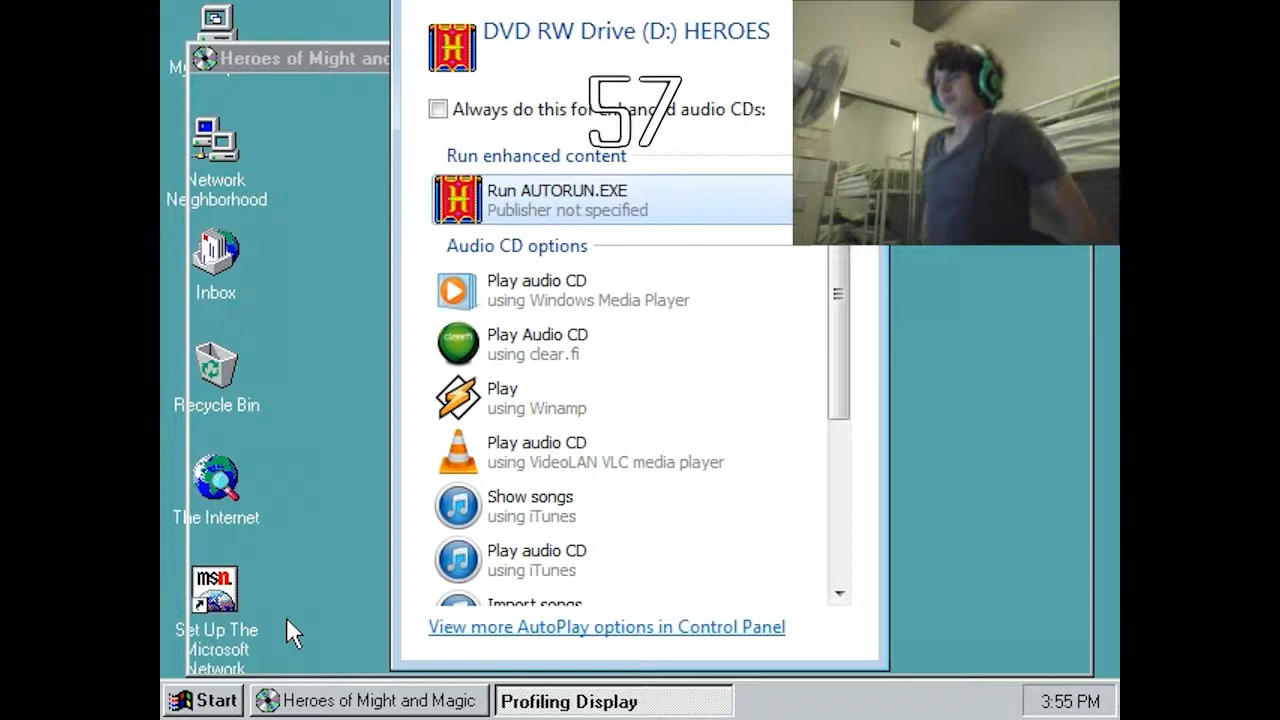 My
Heroes of Might and
Network
Neighborhood
Inbox
Recycle Bin
The Internet
msn
Set Up The
Microsoft
Network
DVD RW Drive (D:) HEROES
57
Always do this for enhanced audio CDs:
Run enhanced content
Run AUTORUN.EXE
Publisher not specified
Audio CD options
Play audio CD
using Windows Media Player
clear.fi
Play Audio CD
using clear.fi
Play
using Winamp
Play audio CD
using VideoLAN VLC media player
Show songs
using iTunes
Play audio CD
using iTunes
Import songs
View more AutoPlay options in Control Panel
Start
Heroes of Might and Magic
Profiling Display
3:55 PM